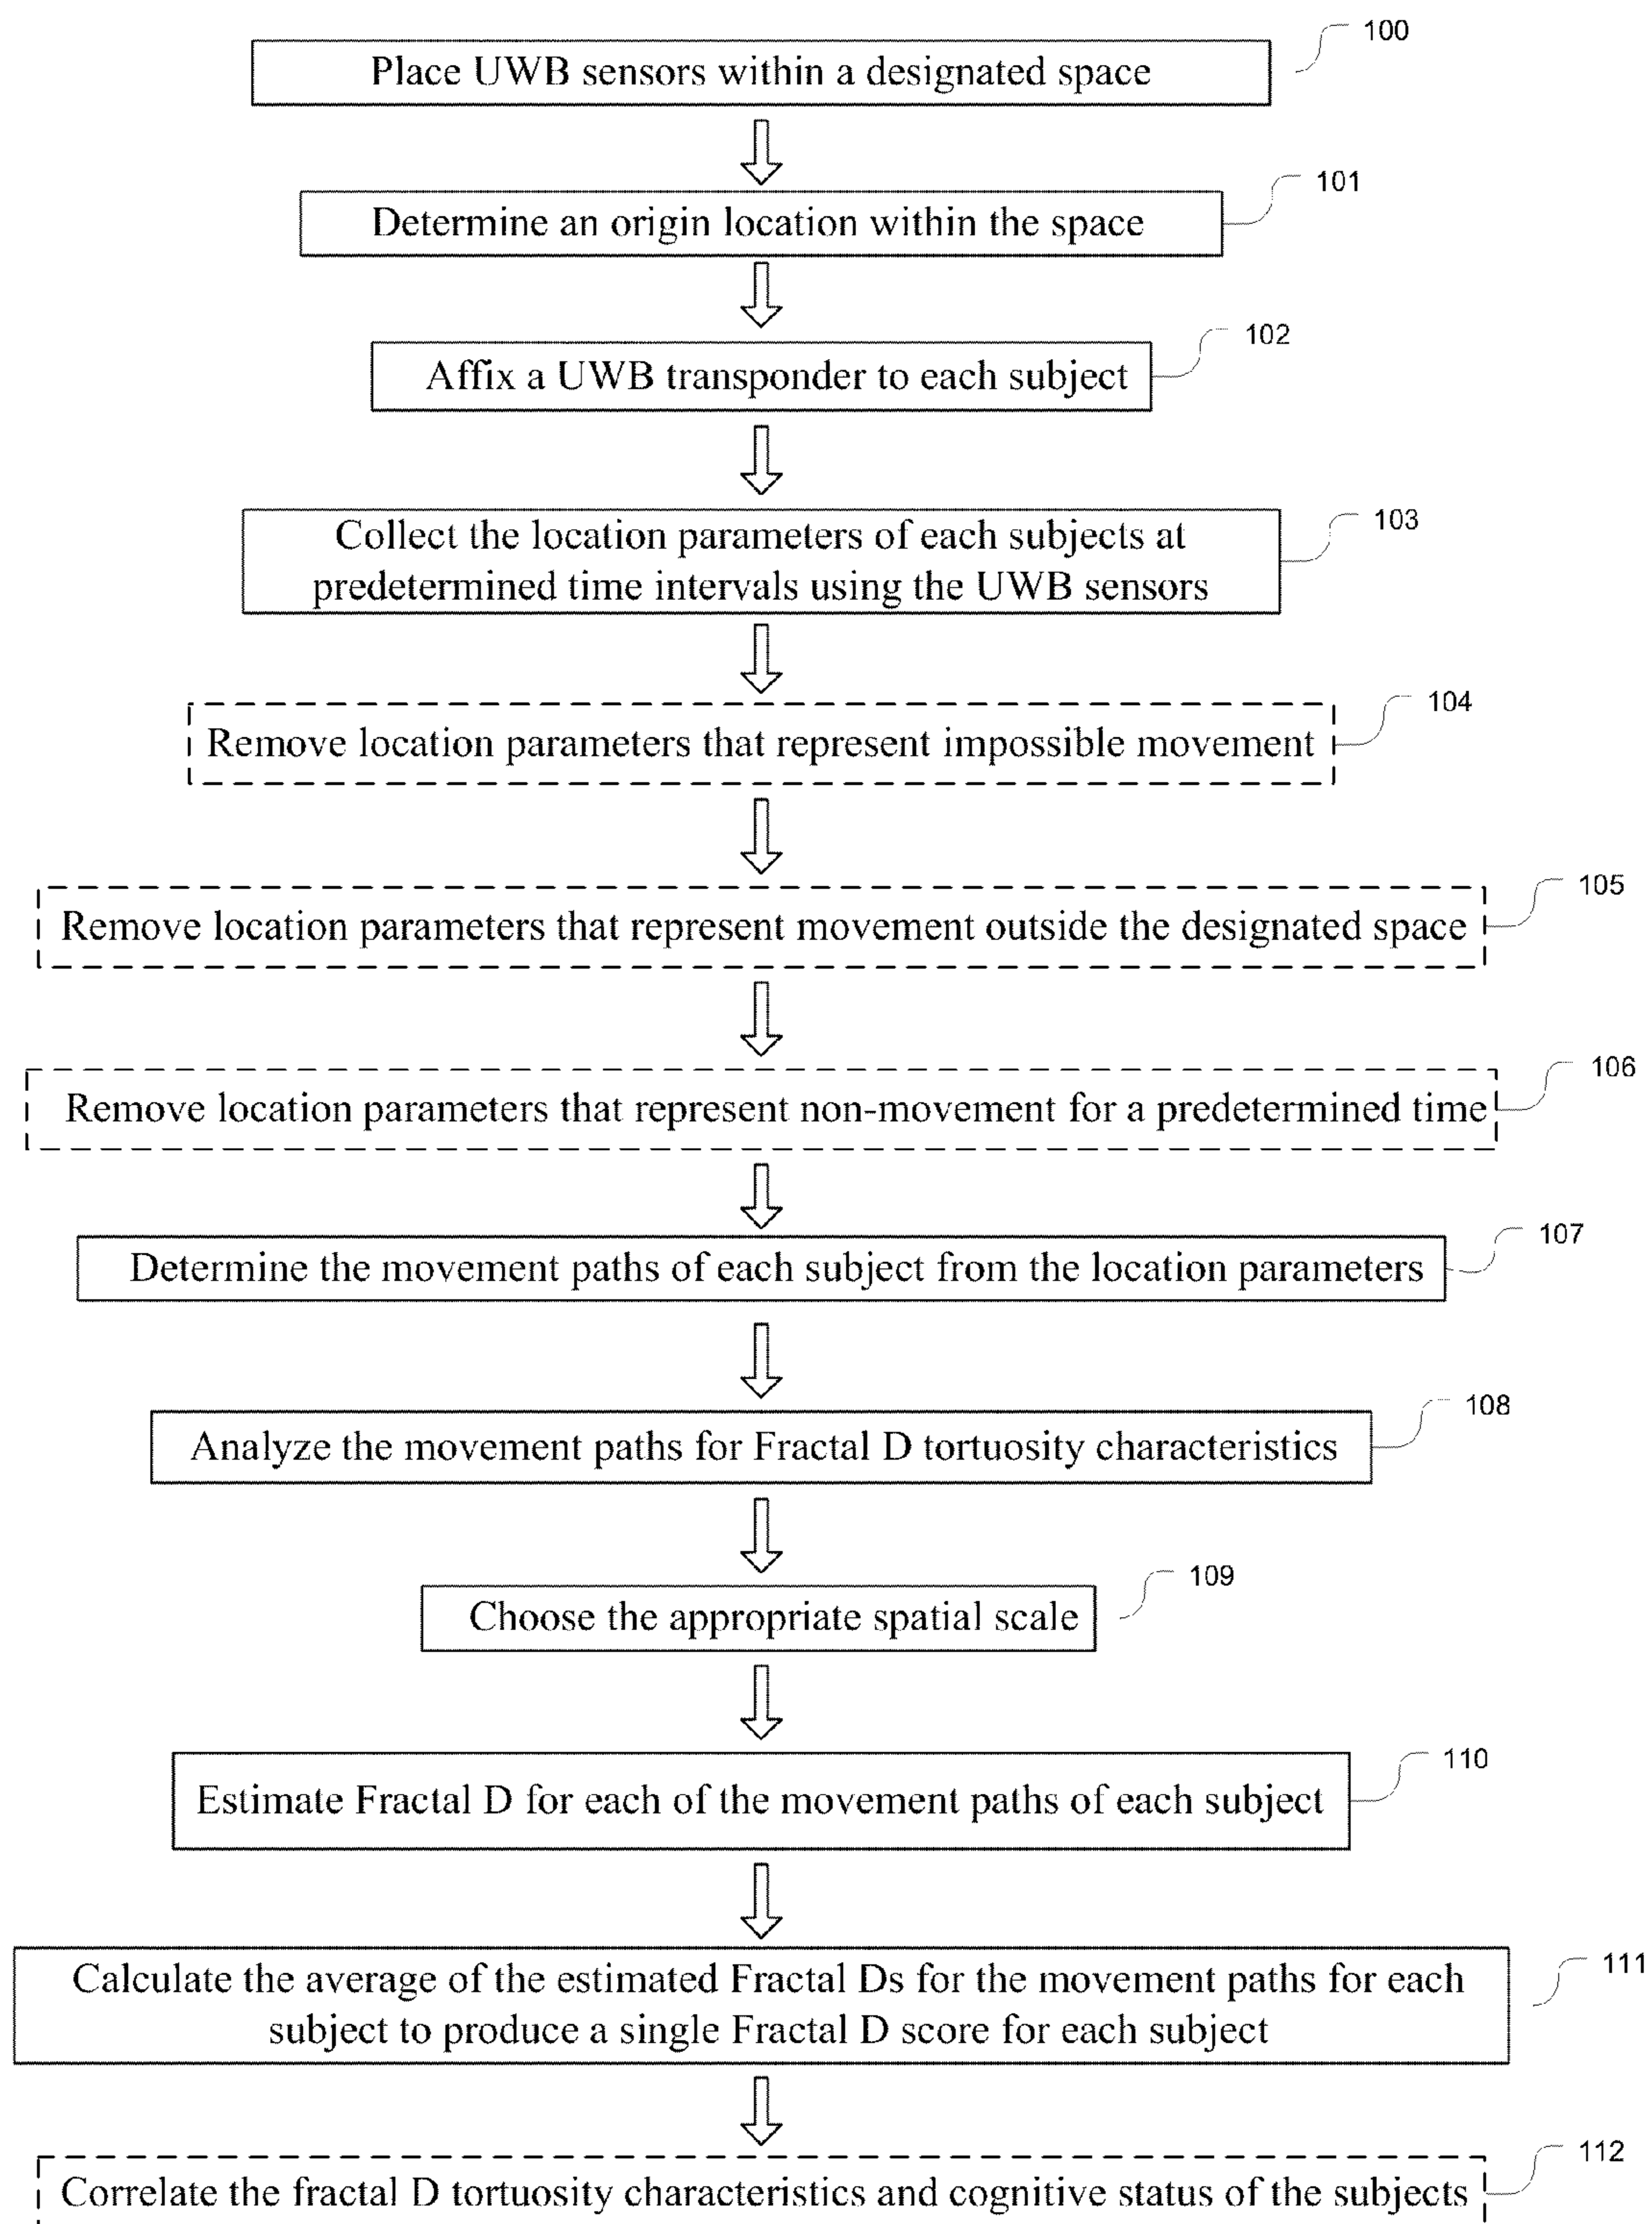 100
Place UWB sensors within a designated space
101
Determine an origin location within the space
102
Affix a UWB transponder to each subject
103
Collect the location parameters of each subjects at
predetermined time intervals using the UWB sensors
104
Remove location parameters that represent impossible movement
105
Remove location parameters that represent movement outside the designated space
106
Remove location parameters that represent non-movement for a predetermined time
107
Determine the movement paths of each subject from the location parameters
108
Analyze the movement paths for Fractal D tortuosity characteristics
109
Choose the appropriate spatial scale
110
Estimate Fractal D for each of the movement paths of each subject
111
Calculate the average of the estimated Fractal Ds for the movement paths for each
subject to produce a single Fractal D score for each subject
112
Correlate the fractal D tortuosity characteristics and cognitive status of the subjects